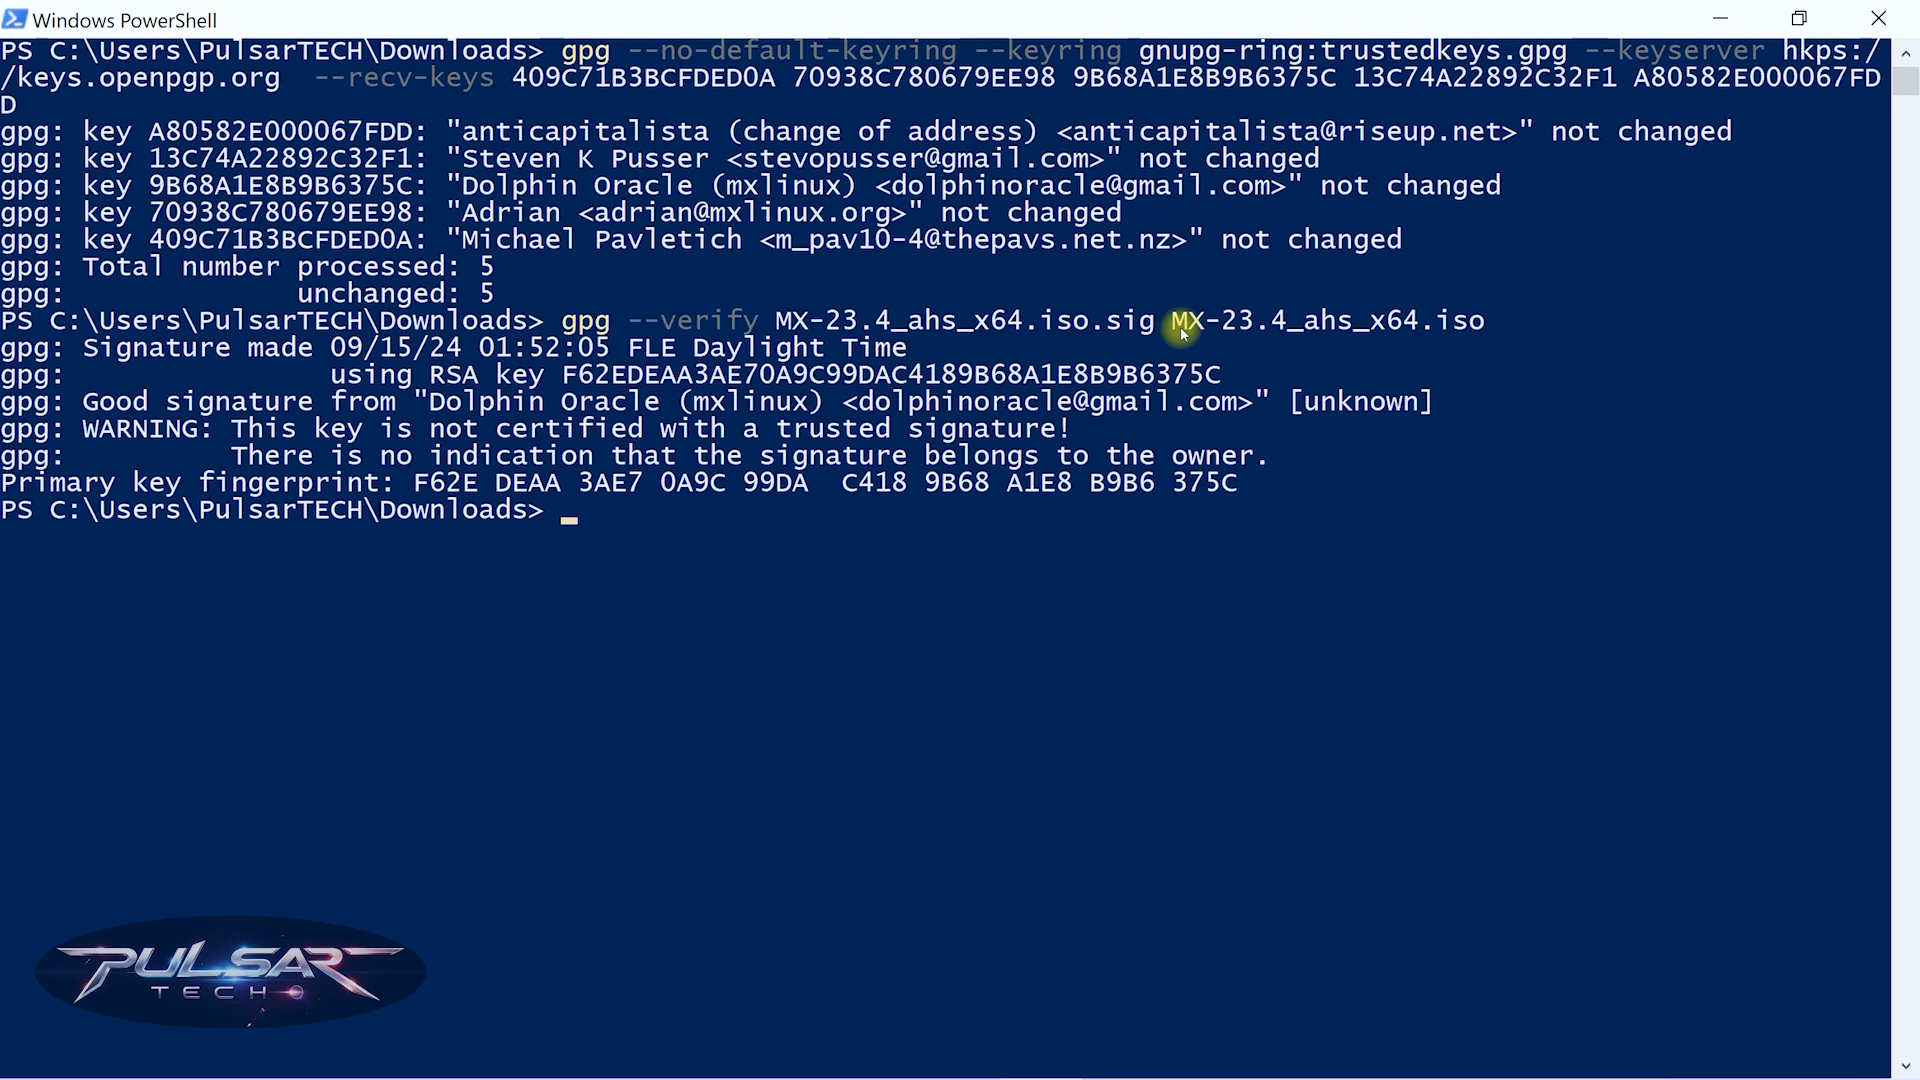 Windows PowerShell
PS C:\Users\PulsarTECH\Downloads> gpg --no-default-keyring --keyring gnupg-ring:trustedkeys.gpg --keyserver hkps:/
/keys.openpgp.org  --recv-keys 409C71B3BCFDED0A 70938C780679EE98 9B68A1E8B9B6375C 13C74A22892C32F1 A80582E000067FD
D
gpg: key A80582E000067FDD: "anticapitalista (change of address) <anticapitalista@riseup.net>" not changed
gpg: key 13C74A22892C32F1: "Steven K Pusser <stevopusser@gmail.com>" not changed
gpg: key 9B68A1E8B9B6375C: "Dolphin Oracle (mxlinux) <dolphinoracle@gmail.com>" not changed
gpg: key 70938C780679EE98: "Adrian <adrian@mxlinux.org>" not changed
gpg: key 409C71B3BCFDED0A: "Michael Pavletich <m_pav10-4@thepavs.net.nz>" not changed
gpg: Total number processed: 5
gpg:              unchanged: 5
PS C:\Users\PulsarTECH\Downloads> gpg --verify MX-23.4_ahs_x64.iso.sig MX-23.4_ahs_x64.iso
gpg: Signature made 09/15/24 01:52:05 FLE Daylight Time
gpg:                using RSA key F62EDEAA3AE70A9C99DAC4189B68A1E8B9B6375C
gpg: Good signature from "Dolphin Oracle (mxlinux) <dolphinoracle@gmail.com>" [unknown]
gpg: WARNING: This key is not certified with a trusted signature!
gpg:          There is no indication that the signature belongs to the owner.
Primary key fingerprint: F62E DEAA 3AE7 0A9C 99DA  C418 9B68 A1E8 B9B6 375C
PS C:\Users\PulsarTECH\Downloads>
PULSAR
TECH